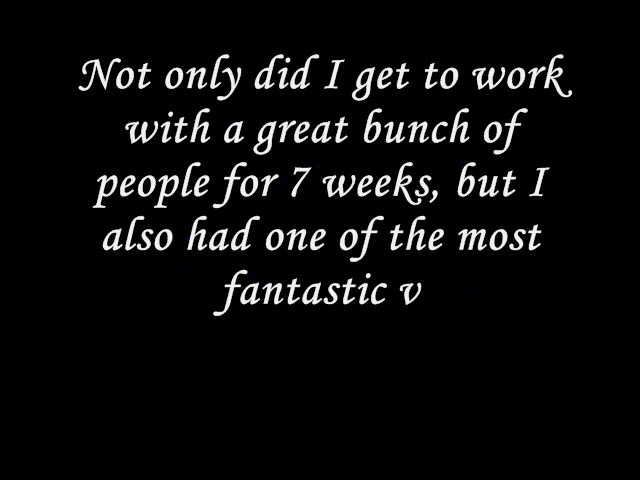 Not only did I get to work
with a great bunch of
people for 7 weeks, but I
also had one of the most
fantastic v